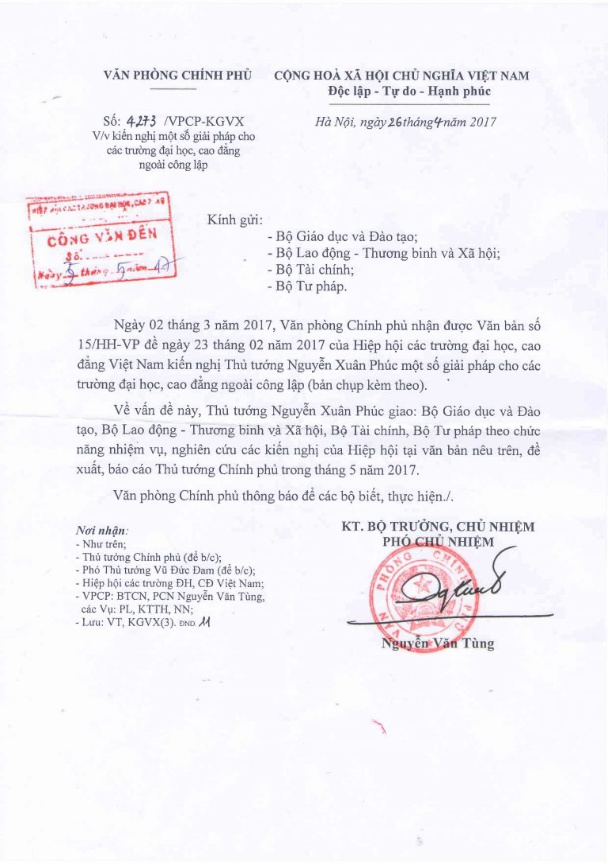 VĂN PHÒNG CHÍNH PHỦ
CỘNG HOÀ XÃ HỘI CHỦ NGHĨA VIỆT NAM
Độc lập - Tự do - Hạnh phúc
Số: 4273 /VPCP-KGVX
V/v kiến nghị một số giải pháp cho
các trường đại học, cao đẳng
ngoài công lập
Hà Nội, ngày 26 tháng 4 năm 2017
HIỆP HỘI CÁC TRƯỜNG ĐẠI HỌC, CAO
CÔNG VĂN ĐẾN
Số:
Ngày 5 tháng 5 năm 17
Kính gửi:
- Bộ Giáo dục và Đào tạo;
- Bộ Lao động - Thương binh và Xã hội;
- Bộ Tài chính;
- Bộ Tư pháp.
Ngày 02 tháng 3 năm 2017, Văn phòng Chính phủ nhận được Văn bản số
15/HH-VP đề ngày 23 tháng 02 năm 2017 của Hiệp hội các trường đại học, cao
đẳng Việt Nam kiến nghị Thủ tướng Nguyễn Xuân Phúc một số giải pháp cho các
trường đại học, cao đẳng ngoài công lập (bản chụp kèm theo).
Về vấn đề này, Thủ tướng Nguyễn Xuân Phúc giao: Bộ Giáo dục và Đào
tạo, Bộ Lao động - Thương binh và Xã hội, Bộ Tài chính, Bộ Tư pháp theo chức
năng nhiệm vụ, nghiên cứu các kiến nghị của Hiệp hội tại văn bản nêu trên, đề
xuất, báo cáo Thủ tướng Chính phủ trong tháng 5 năm 2017.
Văn phòng Chính phủ thông báo để các bộ biết, thực hiện./.
Nơi nhận:
- Như trên;
- Thủ tướng Chính phủ (để b/c);
- Phó Thủ tướng Vũ Đức Đam (để b/c);
- Hiệp hội các trường ĐH, CĐ Việt Nam;
- VPCP: BTCN, PCN Nguyễn Văn Tùng,
các Vụ: PL, KTTH, NN;
- Lưu: VT, KGVX(3). ĐND 11
KT. BỘ TRƯỞNG, CHỦ NHIỆM
PHÓ CHỦ NHIỆM
VĂN PHÒNG CHÍNH PHỦ
Nguyễn Văn Tùng